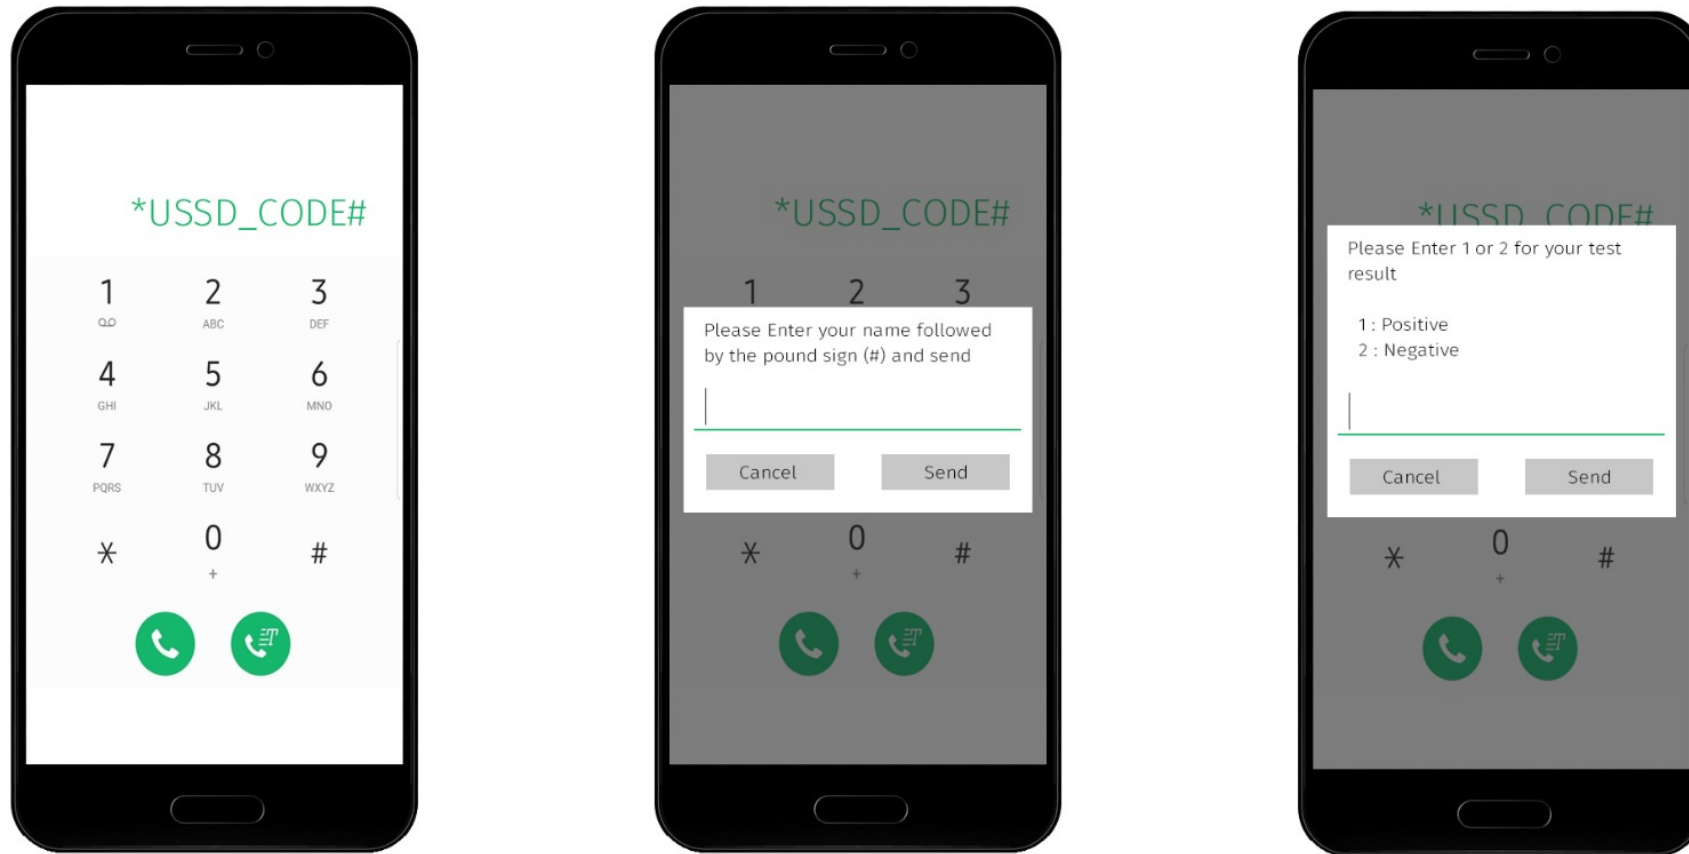 *USSD_CODE#
1 2 3
ABC DEF
4 5 6
GHI JKL MNO
7 8 9
PQRS TUV WXYZ
* 0 #
+
T
*USSD_CODE#
1 2 3
Please Enter your name followed
by the pound sign (#) and send
Cancel Send
* 0 #
+
T
*USSD_CODE#
Please Enter 1 or 2 for your test
result
1 : Positive
2 : Negative
Cancel Send
* 0 #
+
T